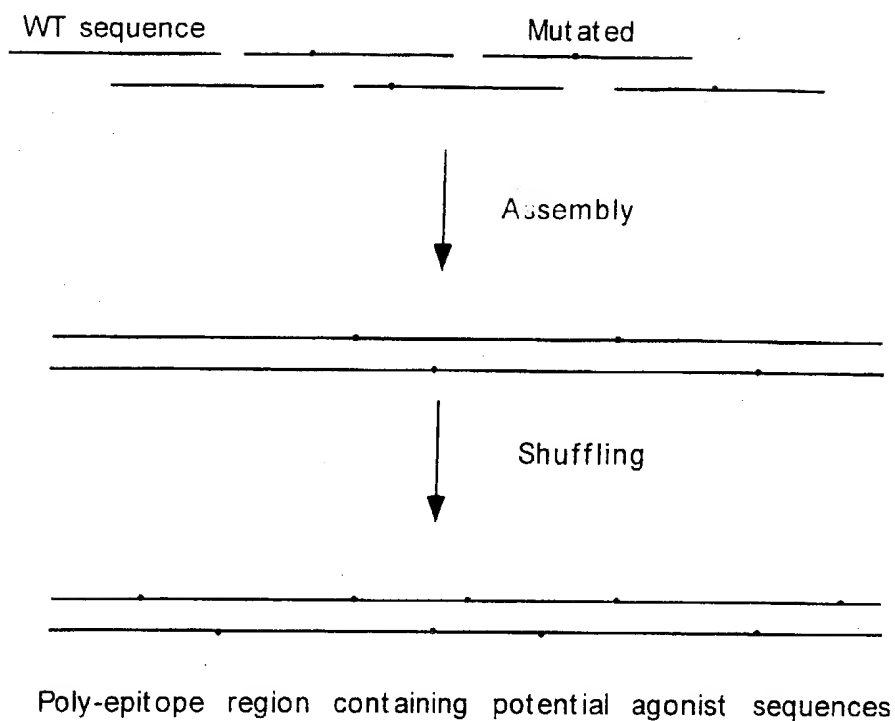 WT sequence
Mutated
Assembly
Shuffling
Poly-epitope region containing potential agonist sequences